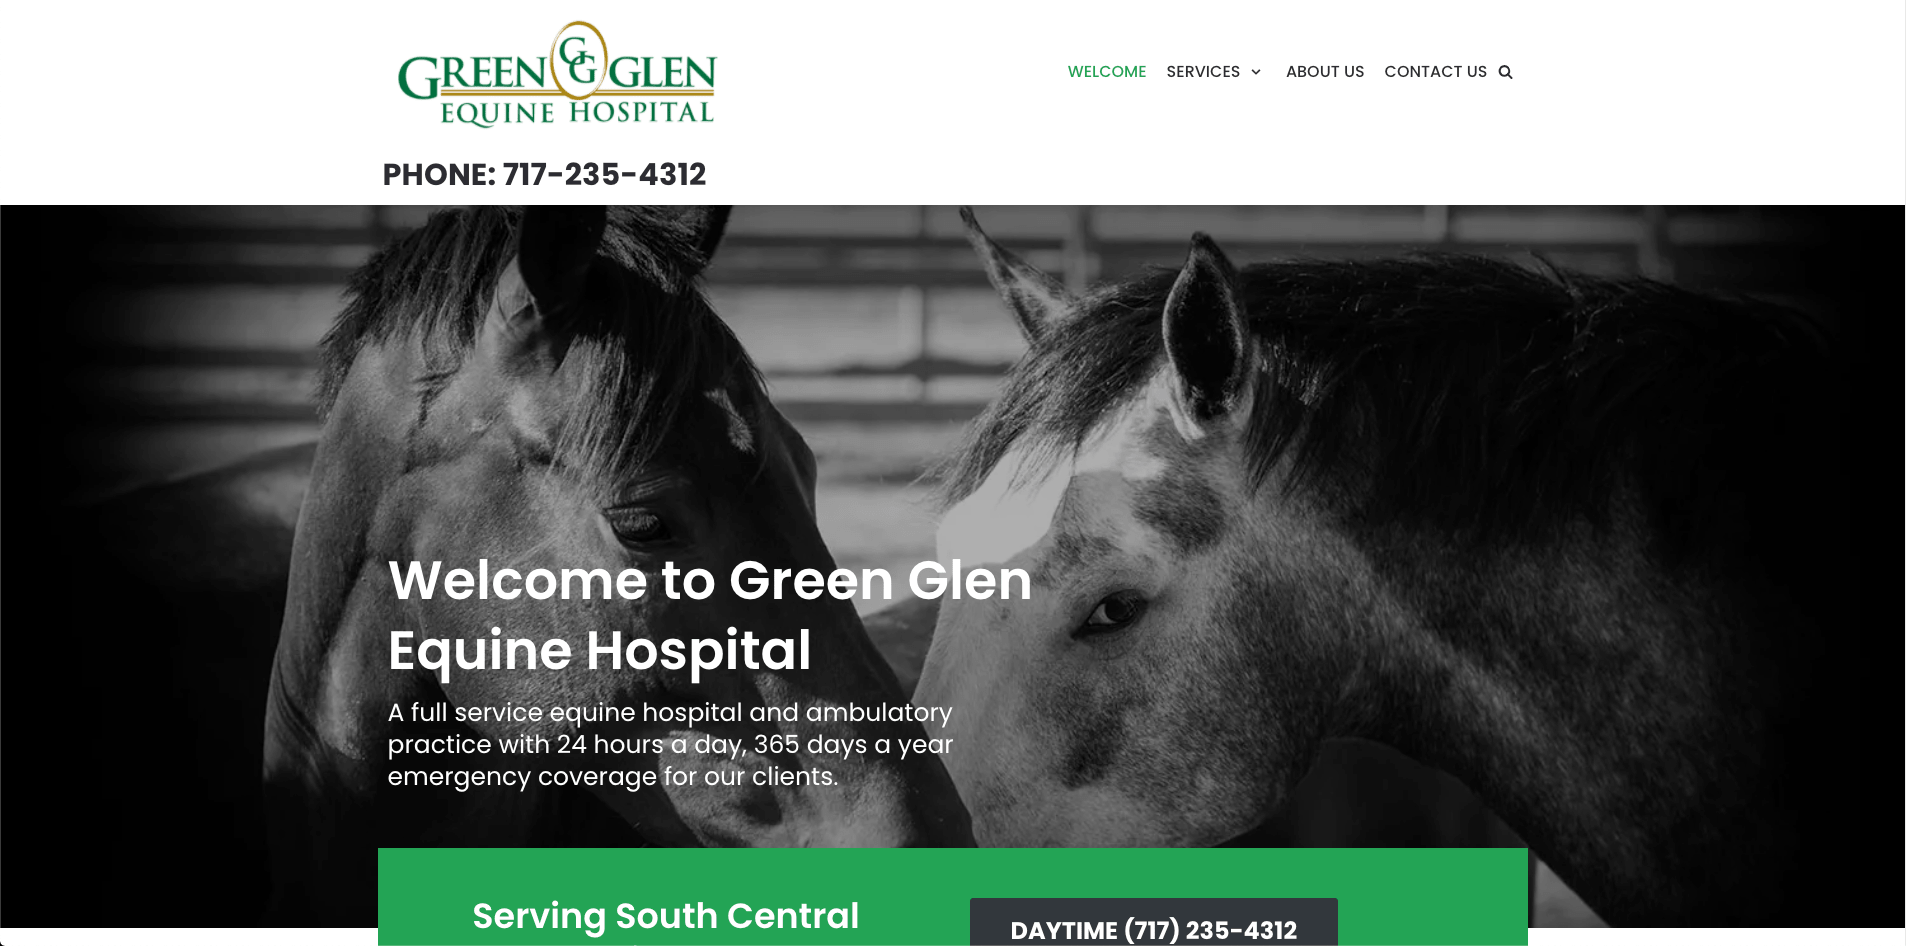 GREEN GG GLEN
EQUINE HOSPITAL
WELCOME SERVICES ABOUT US CONTACT US
PHONE: 717-235-4312
Welcome to Green Glen
Equine Hospital
A full service equine hospital and ambulatory
practice with 24 hours a day, 365 days a year
emergency coverage for our clients.
Serving South Central
DAYTIME (717) 235-4312